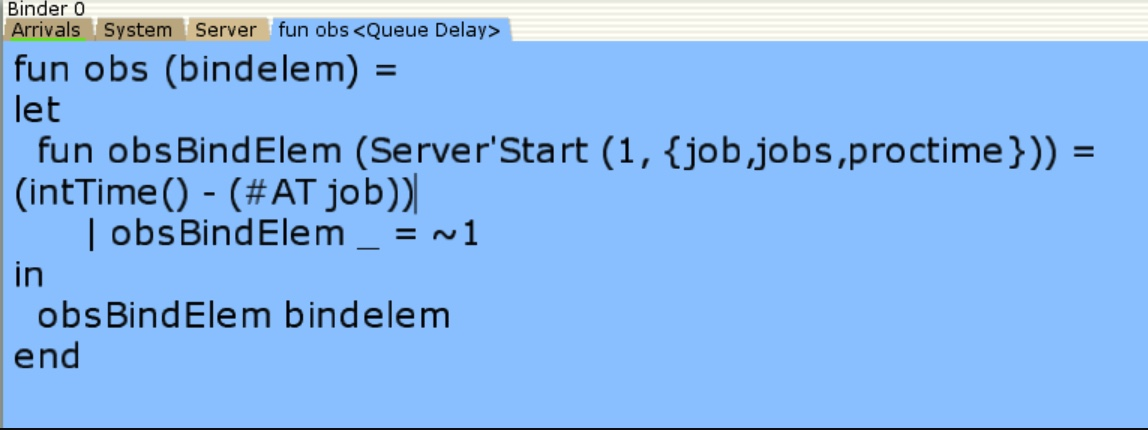 Binder 0
Arrivals System Server fun obs <Queue Delay>
fun obs (bindelem) =
let
fun obsBindElem (Server'Start (1, {job,jobs,proctime})) =
(intTime() - (#AT job))
| obsBindElem _ = ~1
in
obsBindElem bindelem
end